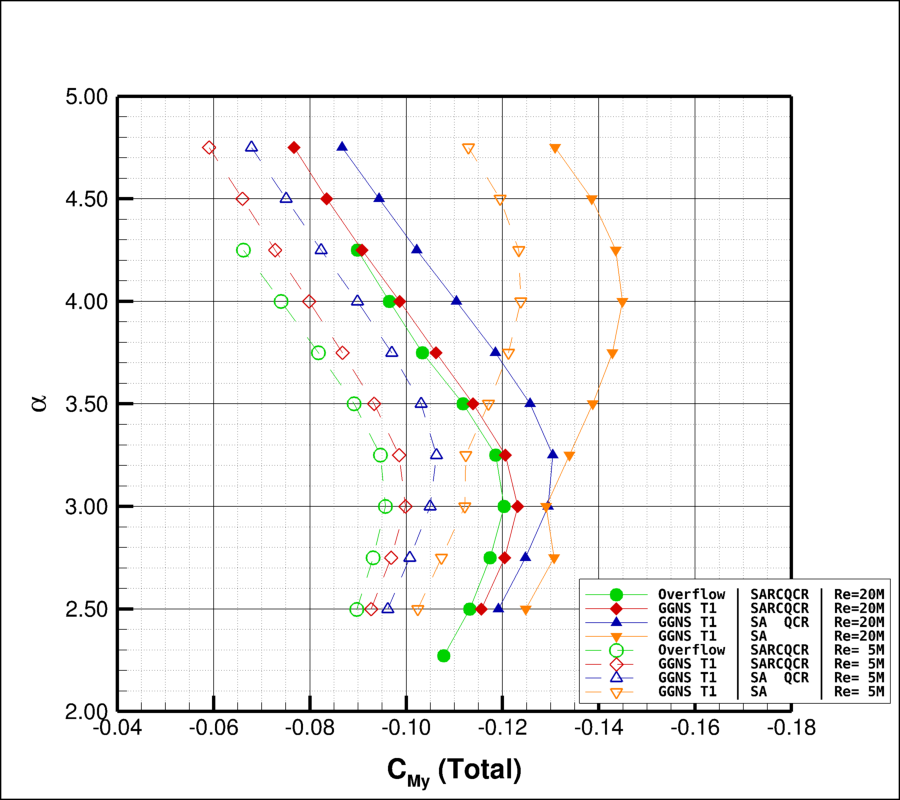 5.00
4.50
4.00
3.50
3.00
2.50
2.00
α
Overflow | SARCQCR | Re=20M
GGNS T1 | SARCQCR | Re=20M
GGNS T1 | SA QCR | Re=20M
GGNS T1 | SA | Re=20M
Overflow | SARCQCR | Re= 5M
GGNS T1 | SARCQCR | Re= 5M
GGNS T1 | SA QCR | Re= 5M
GGNS T1 | SA | Re= 5M
-0.04 -0.06 -0.08 -0.10 -0.12 -0.14 -0.16 -0.18
CMy (Total)